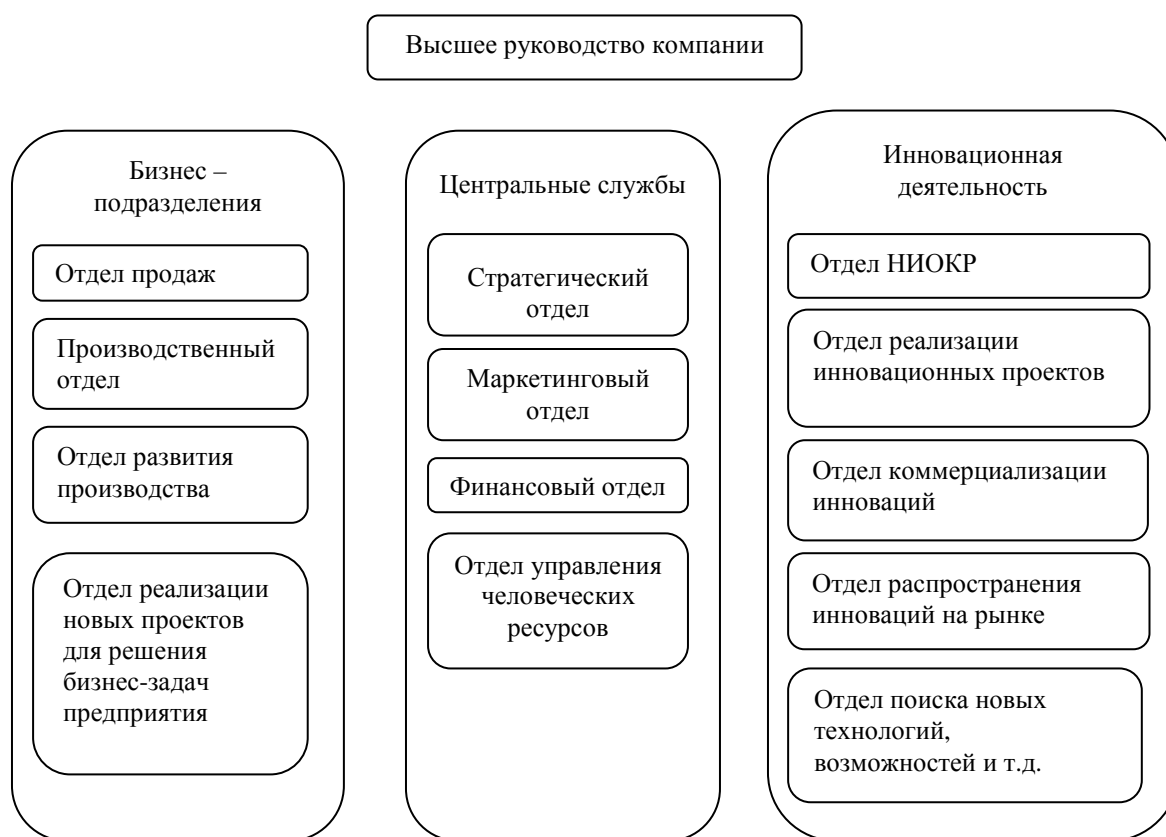 Высшее руководство компании
Бизнес –
подразделения
Отдел продаж
Производственный
отдел
Отдел развития
производства
Отдел реализации
новых проектов
для решения
бизнес-задач
предприятия
Центральные службы
Стратегический
отдел
Маркетинговый
отдел
Финансовый отдел
Отдел управления
человеческих
ресурсов
Инновационная
деятельность
Отдел НИОКР
Отдел реализации
инновационных проектов
Отдел коммерциализации
инноваций
Отдел распространения
инноваций на рынке
Отдел поиска новых
технологий,
возможностей и т.д.